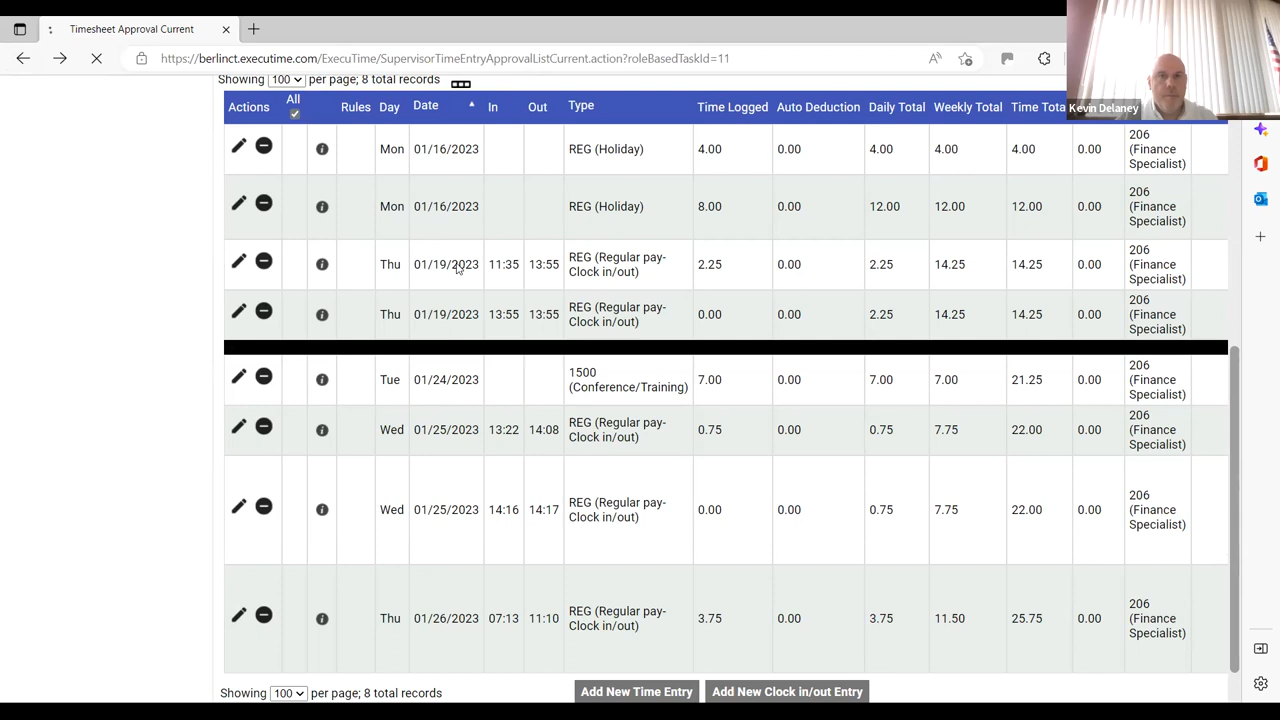 Timesheet Approval Current
https://berlinct.executime.com/ExecuTime/SupervisorTimeEntryApprovalListCurrent.action?roleBasedTaskId=11
Kevin Delaney
Showing 100 per page; 8 total records
Actions All Rules Day Date In Out Type Time Logged Auto Deduction Daily Total Weekly Total Time Tota
Mon 01/16/2023 REG (Holiday) 4.00 0.00 4.00 4.00 4.00 0.00 206
(Finance
Specialist)
Mon 01/16/2023 REG (Holiday) 8.00 0.00 12.00 12.00 12.00 0.00 206
(Finance
Specialist)
Thu 01/19/2023 11:35 13:55 REG (Regular pay-
Clock in/out) 2.25 0.00 2.25 14.25 14.25 0.00 206
(Finance
Specialist)
Thu 01/19/2023 13:55 13:55 REG (Regular pay-
Clock in/out) 0.00 0.00 2.25 14.25 14.25 0.00 206
(Finance
Specialist)
Tue 01/24/2023 1500
(Conference/Training) 7.00 0.00 7.00 7.00 21.25 0.00 206
(Finance
Specialist)
Wed 01/25/2023 13:22 14:08 REG (Regular pay-
Clock in/out) 0.75 0.00 0.75 7.75 22.00 0.00 206
(Finance
Specialist)
Wed 01/25/2023 14:16 14:17 REG (Regular pay-
Clock in/out) 0.00 0.00 0.75 7.75 22.00 0.00 206
(Finance
Specialist)
Thu 01/26/2023 07:13 11:10 REG (Regular pay-
Clock in/out) 3.75 0.00 3.75 11.50 25.75 0.00 206
(Finance
Specialist)
Showing 100 per page; 8 total records Add New Time Entry Add New Clock in/out Entry